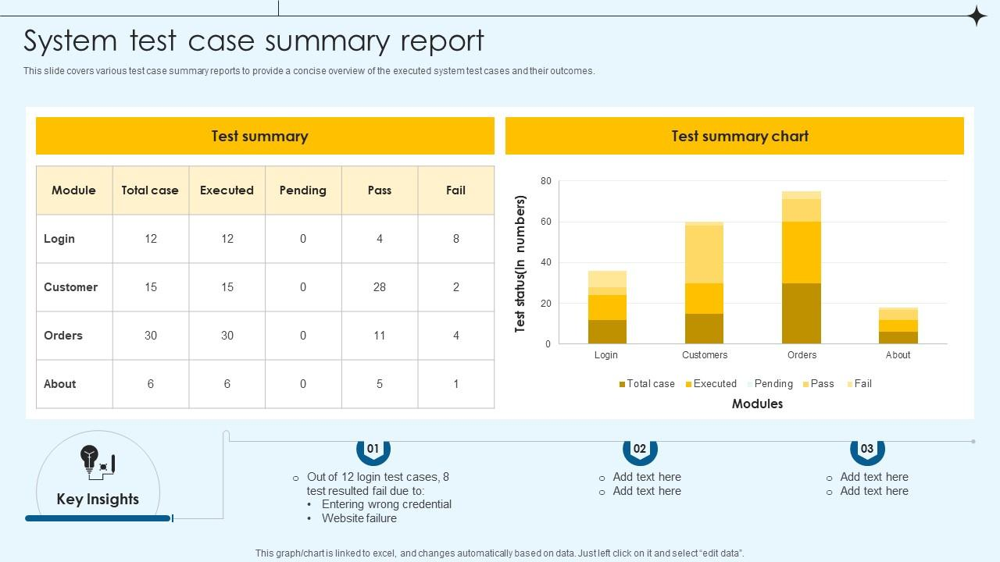 System test case summary report
This slide covers various test case summary reports to provide a concise overview of the executed system test cases and their outcomes.
Test summary
Module Total case Executed Pending Pass Fail
Login 12 12 0 4 8
Customer 15 15 0 28 2
Orders 30 30 0 11 4
About 6 6 0 5 1
Test summary chart
Test status(In numbers)
80
60
40
20
0
Login Customers Orders About
Total case Executed Pending Pass Fail
Modules
Key Insights
01
o Out of 12 login test cases, 8
test resulted fail due to:
• Entering wrong credential
• Website failure
02
o Add text here
o Add text here
03
o Add text here
o Add text here
This graph/chart is linked to excel, and changes automatically based on data. Just left click on it and select “edit data”.